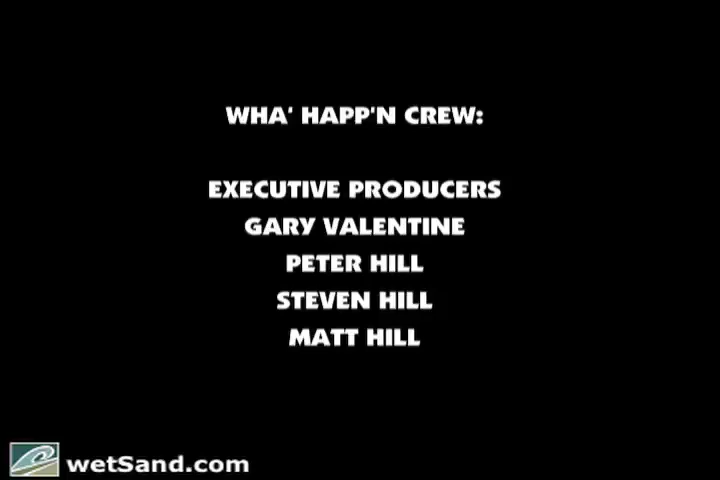 WHA' HAPP'N CREW:
EXECUTIVE PRODUCERS
GARY VALENTINE
PETER HILL
STEVEN HILL
MATT HILL
wetSand.com